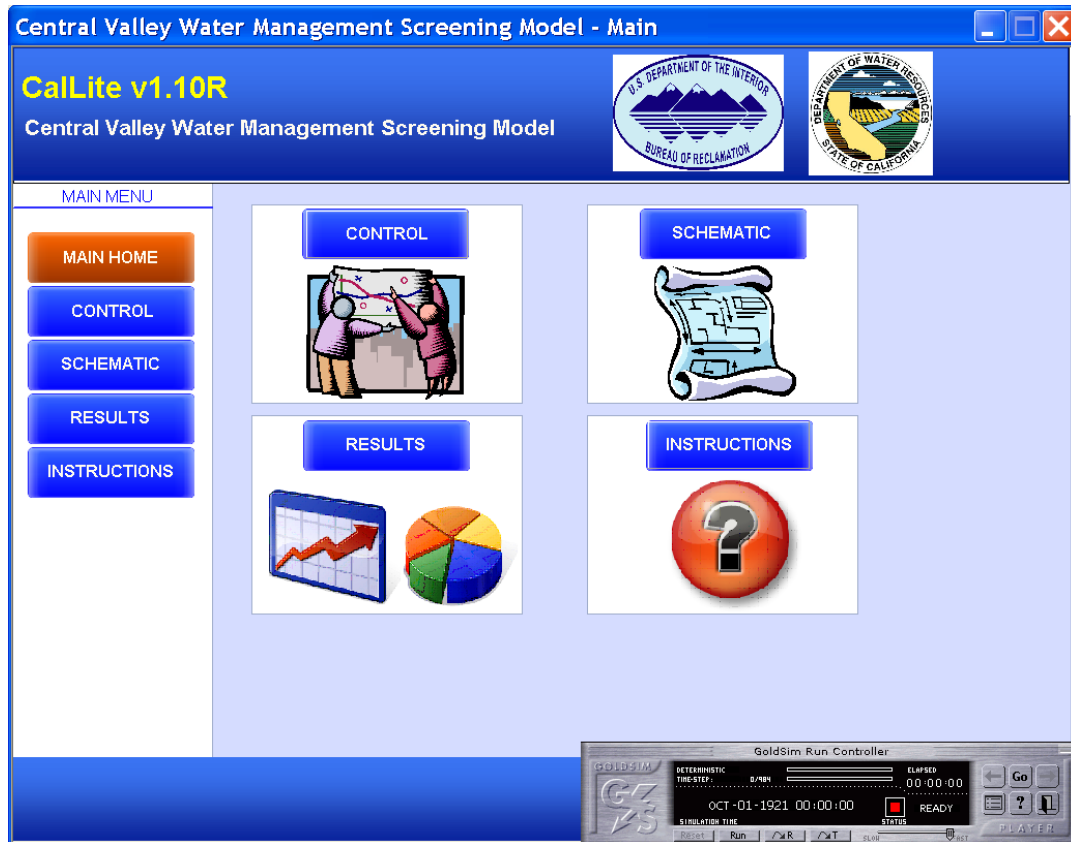 Central Valley Water Management Screening Model - Main
CalLite v1.10R
Central Valley Water Management Screening Model
U.S. DEPARTMENT OF THE INTERIOR
BUREAU OF RECLAMATION
DEPARTMENT OF WATER RESOURCES
STATE OF CALIFORNIA
MAIN MENU
MAIN HOME
CONTROL
SCHEMATIC
RESULTS
INSTRUCTIONS
CONTROL
SCHEMATIC
RESULTS
INSTRUCTIONS
GoldSim Run Controller
GOLDSIM
DETERMINISTIC
ELAPSED
TIME-STEP: 0/984
00:00:00
OCT-01-1921 00:00:00
READY
SIMULATION TIME
STATUS
Reset Run R T SLOW FAST
Go
?
PLAYER